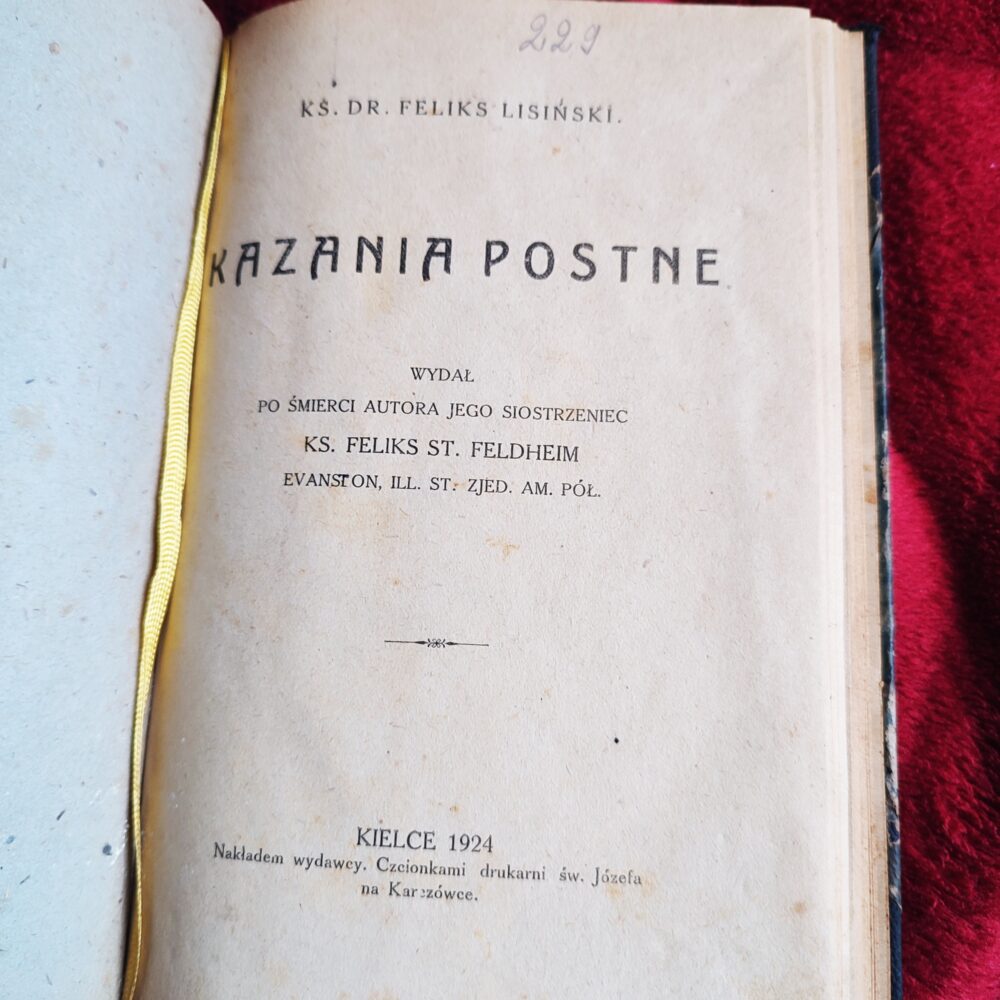 229
KS. DR. FELIKS LISIŃSKI.
KAZANIA POSTNE
WYDAŁ
PO ŚMIERCI AUTORA JEGO SIOSTRZENIEC
KS. FELIKS ST. FELDHEIM
EVANSTON, ILL. ST. ZJED. AM. PÓŁ.
KIELCE 1924
Nakładem wydawcy. Czcionkami drukarni św. Józefa
na Karczówce.